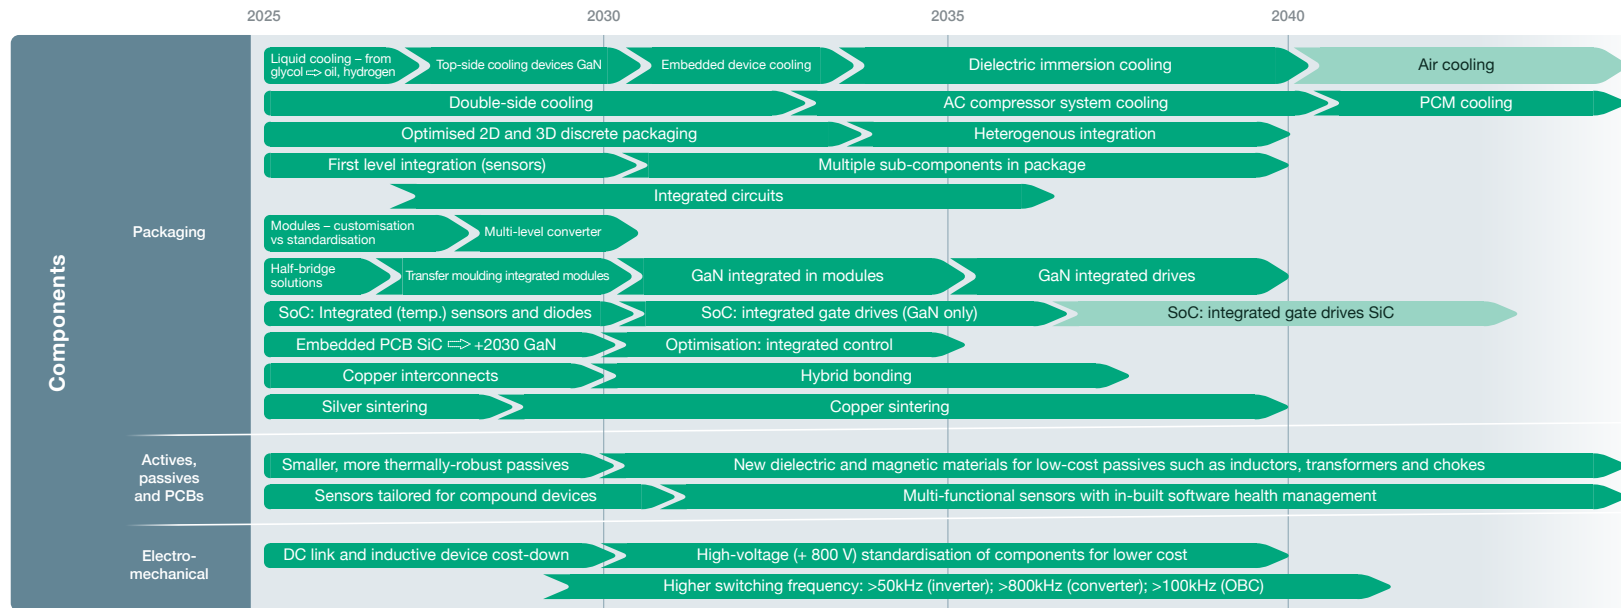 2025 2030 2035 2040
Components
Packaging
Liquid cooling – from
glycol ⇨ oil, hydrogen
Top-side cooling devices GaN
Embedded device cooling
Dielectric immersion cooling
Air cooling
Double-side cooling
AC compressor system cooling
PCM cooling
Optimised 2D and 3D discrete packaging
Heterogenous integration
First level integration (sensors)
Multiple sub-components in package
Integrated circuits
Modules – customisation
vs standardisation
Multi-level converter
Half-bridge
solutions
Transfer moulding integrated modules
GaN integrated in modules
GaN integrated drives
SoC: Integrated (temp.) sensors and diodes
SoC: integrated gate drives (GaN only)
SoC: integrated gate drives SiC
Embedded PCB SiC ⇨ +2030 GaN
Optimisation: integrated control
Copper interconnects
Hybrid bonding
Silver sintering
Copper sintering
Actives,
passives
and PCBs
Smaller, more thermally-robust passives
New dielectric and magnetic materials for low-cost passives such as inductors, transformers and chokes
Sensors tailored for compound devices
Multi-functional sensors with in-built software health management
Electro-
mechanical
DC link and inductive device cost-down
High-voltage (+ 800 V) standardisation of components for lower cost
Higher switching frequency: >50kHz (inverter); >800kHz (converter); >100kHz (OBC)